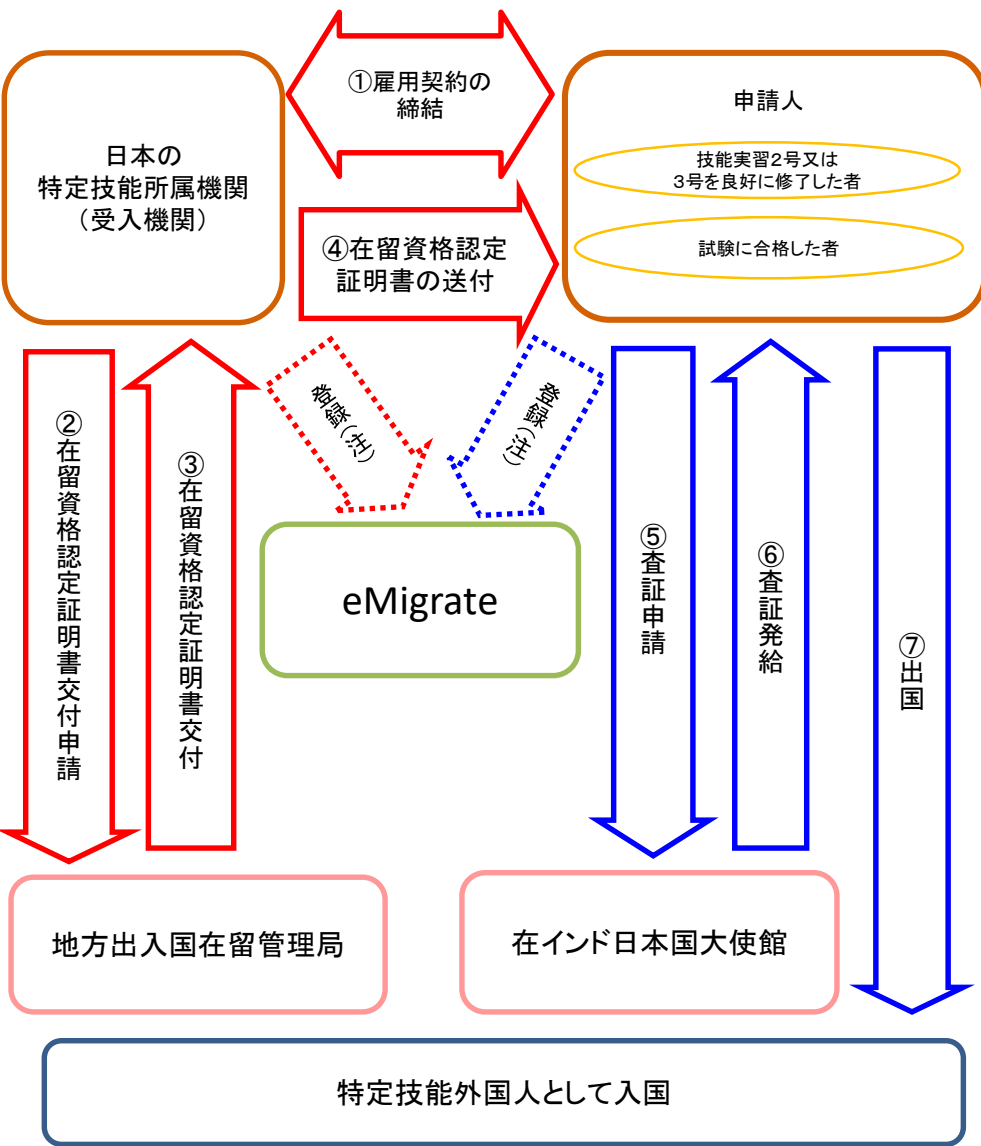 ①雇用契約の
締結
日本の
特定技能所属機関
（受入機関）
申請人
技能実習２号又は
３号を良好に修了した者
試験に合格した者
④在留資格認定
証明書の送付
登録（注）
登録（注）
②在留資格認定証明書交付申請
③在留資格認定証明書交付
eMigrate
⑤査証申請
⑥査証発給
⑦出国
地方出入国在留管理局
在インド日本国大使館
特定技能外国人として入国